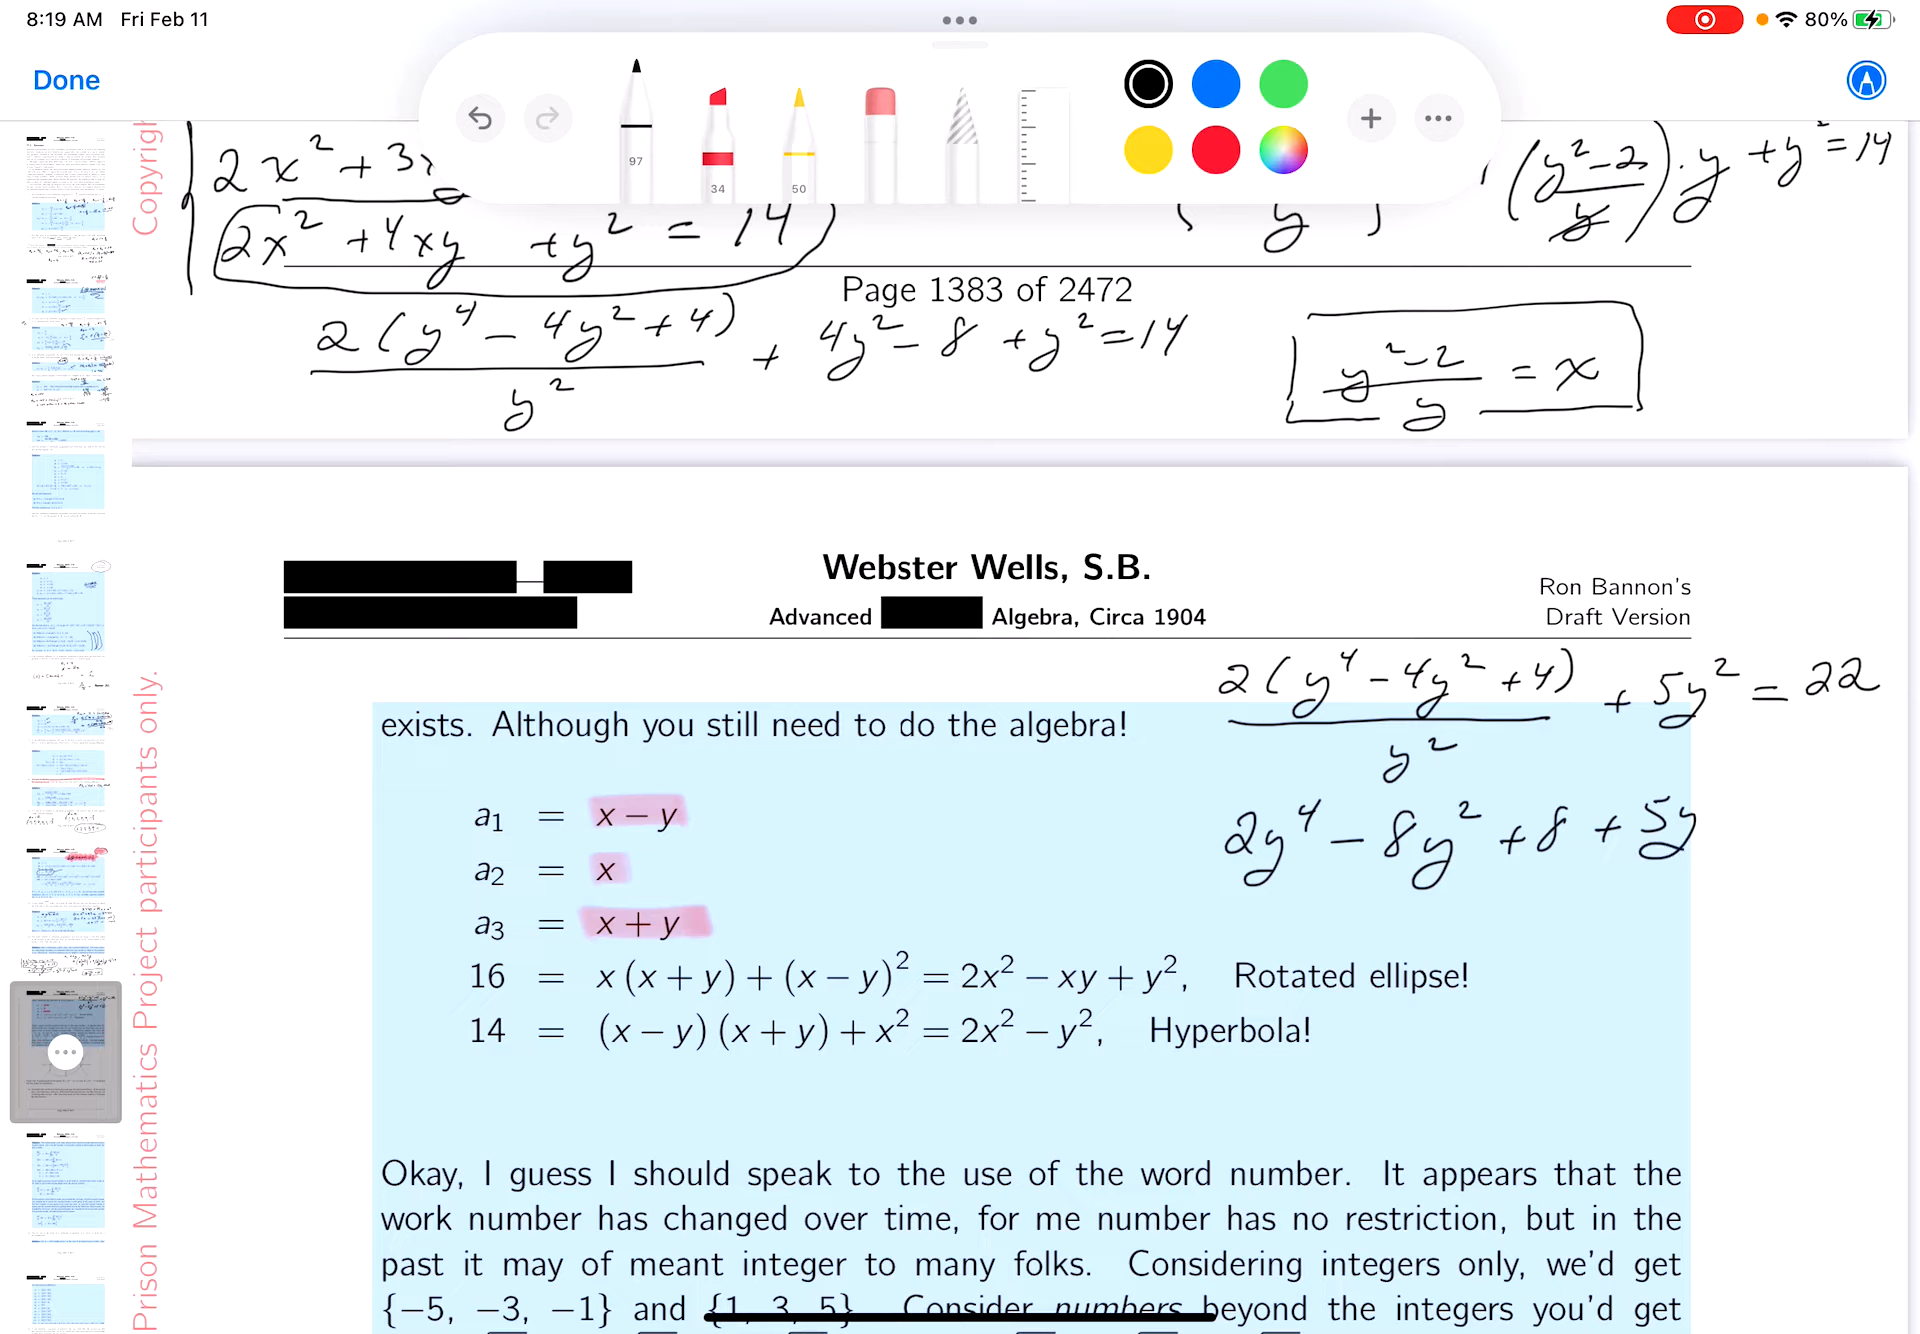 8:19 AM Fri Feb 11
80%
Done
97
34
50
Copyrigh
2x² + 3
2x² + 4xy + y² = 14
y
(y²-2/y)·y + y² = 14
Page 1383 of 2472
2(y⁴ - 4y² + 4)/y² + 4y² - 8 + y² = 14
y²-2/y = x
Webster Wells, S.B.
Advanced Algebra, Circa 1904
Ron Bannon's
Draft Version
2(y⁴ - 4y² + 4)/y² + 5y² = 22
exists. Although you still need to do the algebra!
2y⁴ - 8y² + 8 + 5y
a₁ = x − y
a₂ = x
a₃ = x + y
16 = x (x + y) + (x − y)² = 2x² − xy + y², Rotated ellipse!
14 = (x − y) (x + y) + x² = 2x² − y², Hyperbola!
Prison Mathematics Project participants only.
Okay, I guess I should speak to the use of the word number. It appears that the
work number has changed over time, for me number has no restriction, but in the
past it may of meant integer to many folks. Considering integers only, we'd get
{−5, −3, −1} and {1, 3, 5} Consider numbers beyond the integers you'd get